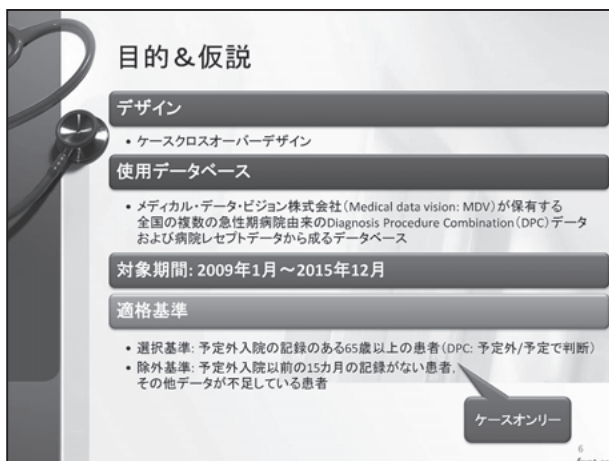 目的&仮説
デザイン
• ケースクロスオーバーデザイン
使用データベース
• メディカル・データ・ビジョン株式会社(Medical data vision: MDV)が保有する
全国の複数の急性期病院由来のDiagnosis Procedure Combination(DPC)データ
および病院レセプトデータから成るデータベース
対象期間: 2009年1月～2015年12月
適格基準
• 選択基準: 予定外入院の記録のある65歳以上の患者(DPC: 予定外/予定で判断)
• 除外基準: 予定外入院以前の15カ月の記録がない患者,
その他データが不足している患者
ケースオンリー
6